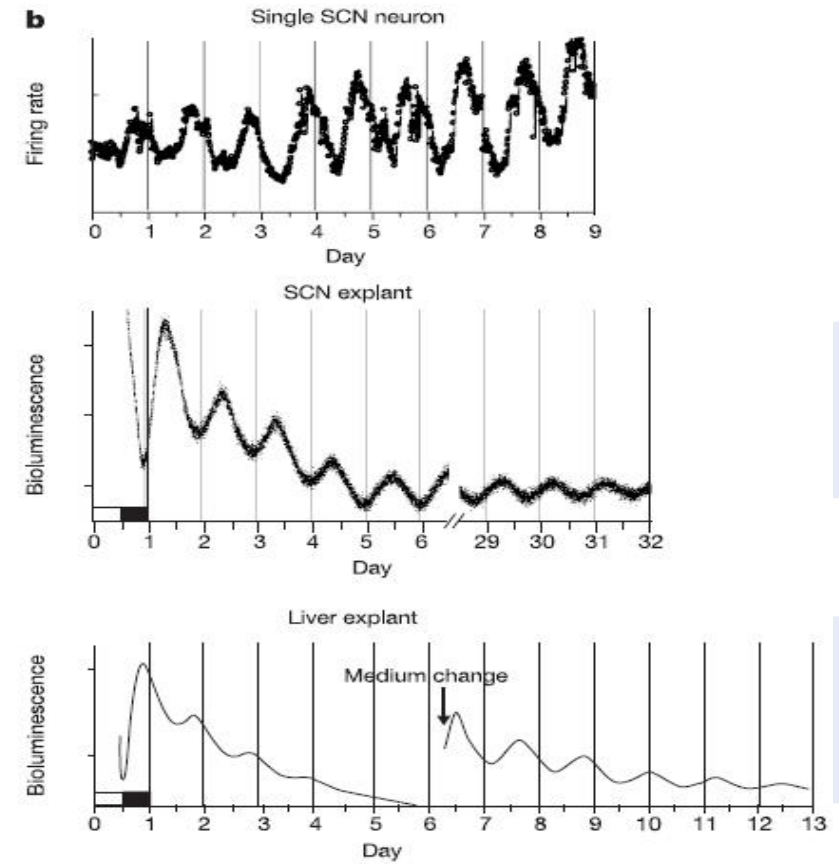 b
Single SCN neuron
Firing rate
0 1 2 3 4 5 6 7 8 9
Day
SCN explant
Bioluminescence
0 1 2 3 4 5 6 29 30 31 32
Day
Liver explant
Medium change
Bioluminescence
0 1 2 3 4 5 6 7 8 9 10 11 12 13
Day